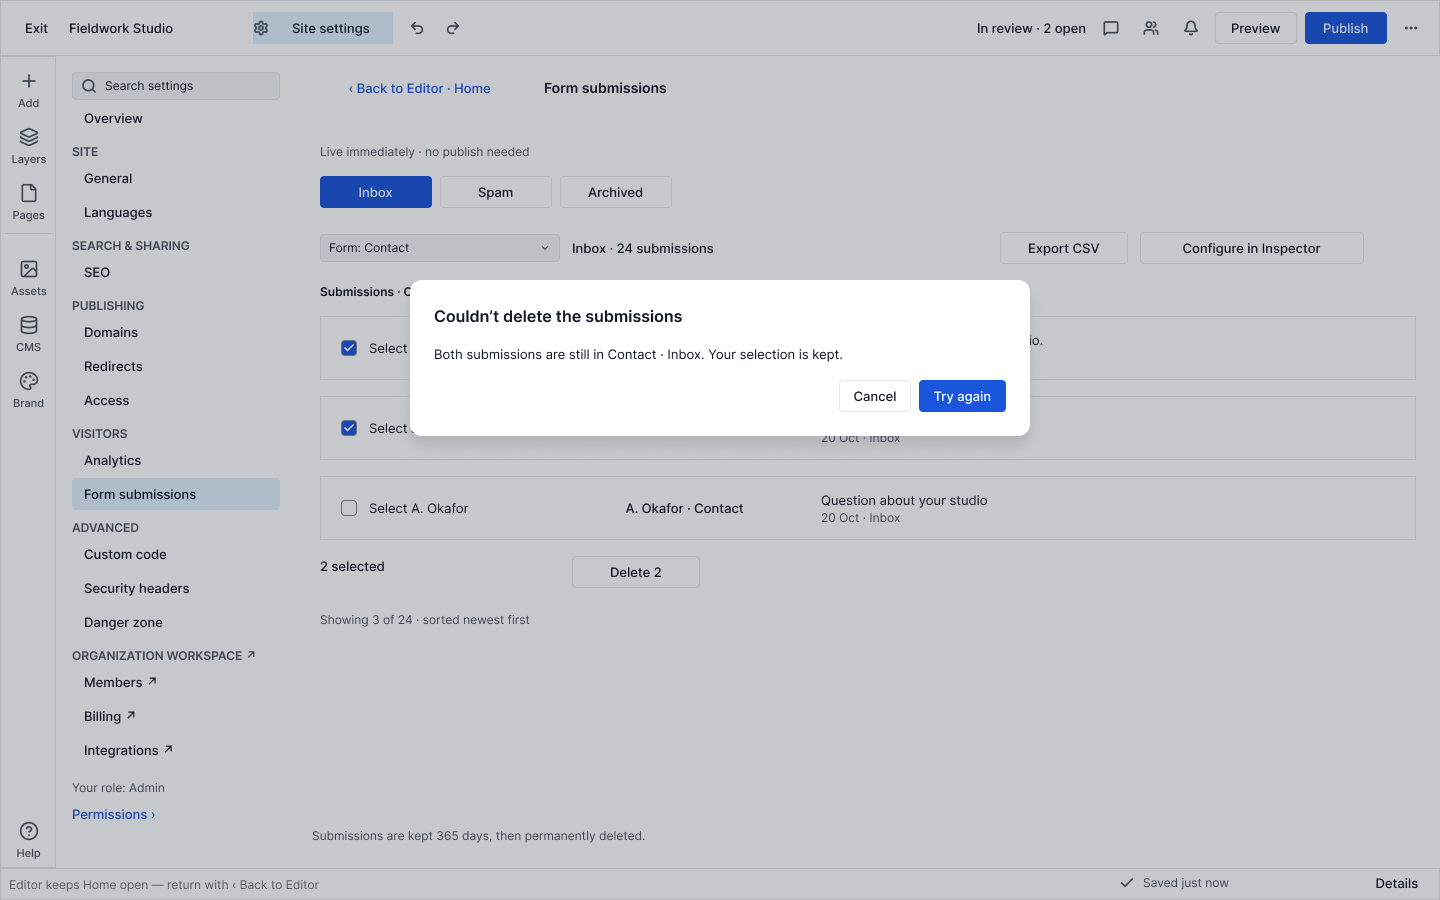 Exit
Fieldwork Studio
Site settings
In review · 2 open
Preview
Publish
Add
Layers
Pages
Assets
CMS
Brand
Help
Search settings
Overview
SITE
General
Languages
SEARCH & SHARING
SEO
PUBLISHING
Domains
Redirects
Access
VISITORS
Analytics
Form submissions
ADVANCED
Custom code
Security headers
Danger zone
ORGANIZATION WORKSPACE ↗
Members ↗
Billing ↗
Integrations ↗
Your role: Admin
Permissions ›
‹ Back to Editor · Home
Form submissions
Live immediately · no publish needed
Inbox
Spam
Archived
Form: Contact
Inbox · 24 submissions
Export CSV
Configure in Inspector
Submissions ·
Couldn’t delete the submissions
Both submissions are still in Contact · Inbox. Your selection is kept.
Cancel
Try again
Select
Select
20 Oct · Inbox
Select A. Okafor
A. Okafor · Contact
Question about your studio
20 Oct · Inbox
2 selected
Delete 2
Showing 3 of 24 · sorted newest first
Submissions are kept 365 days, then permanently deleted.
Editor keeps Home open — return with ‹ Back to Editor
Saved just now
Details